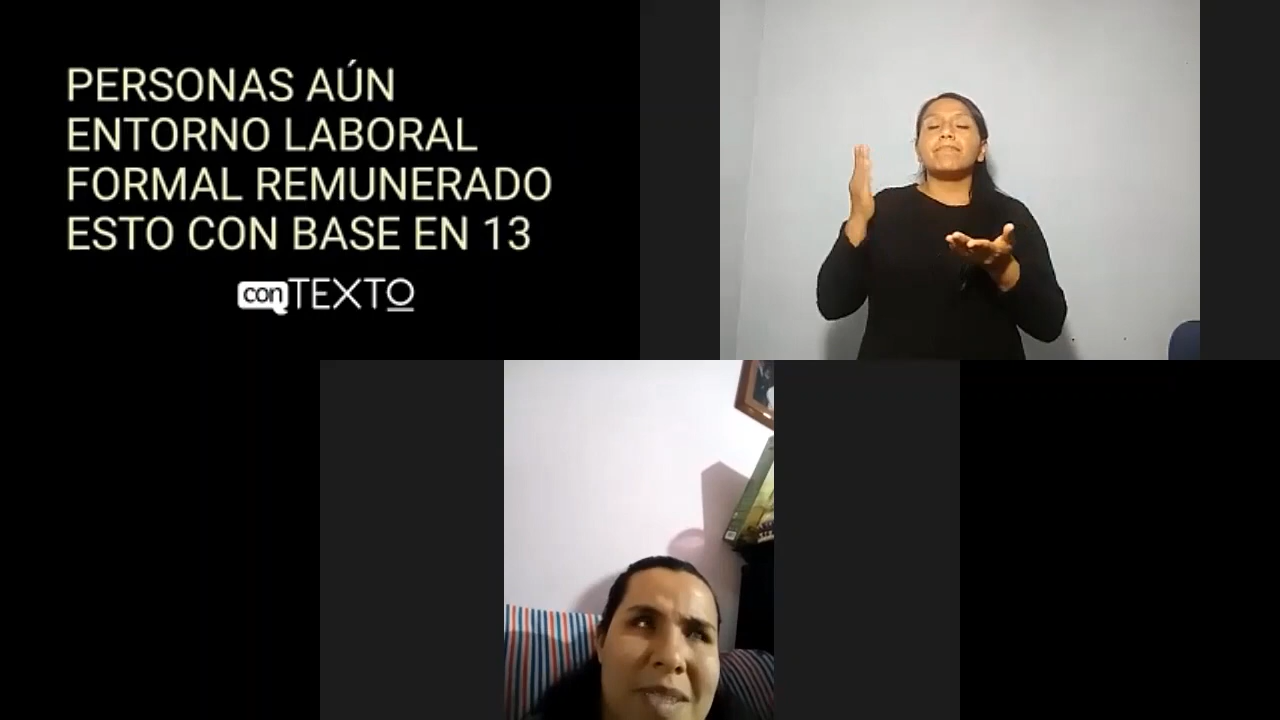 PERSONAS AÚN
ENTORNO LABORAL
FORMAL REMUNERADO
ESTO CON BASE EN 13
conTEXTO